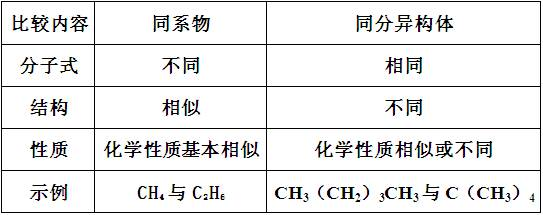 比较内容 同系物 同分异构体
分子式 不同 相同
结构 相似 不同
性质 化学性质基本相似 化学性质相似或不同
示例 CH₄与C₂H₆ CH₃（CH₂）₃CH₃与C（CH₃）₄